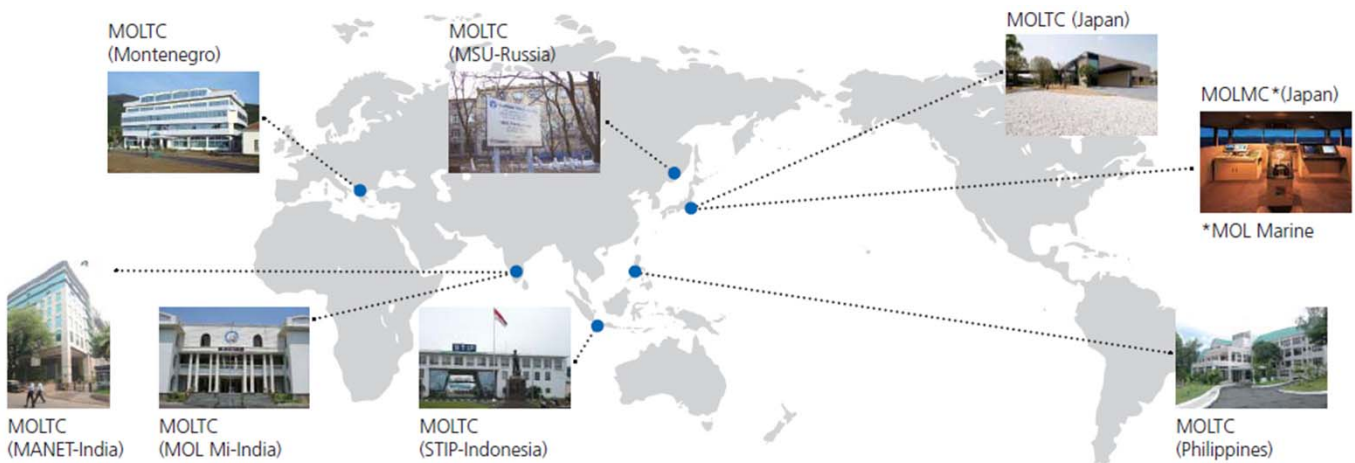 MOLTC
(Montenegro)
MOLTC
(MSU-Russia)
MOLTC (Japan)
MOLMC*(Japan)
*MOL Marine
STIP
MOLTC
(MANET-India)
MOLTC
(MOL Mi-India)
MOLTC
(STIP-Indonesia)
MOLTC
(Philippines)